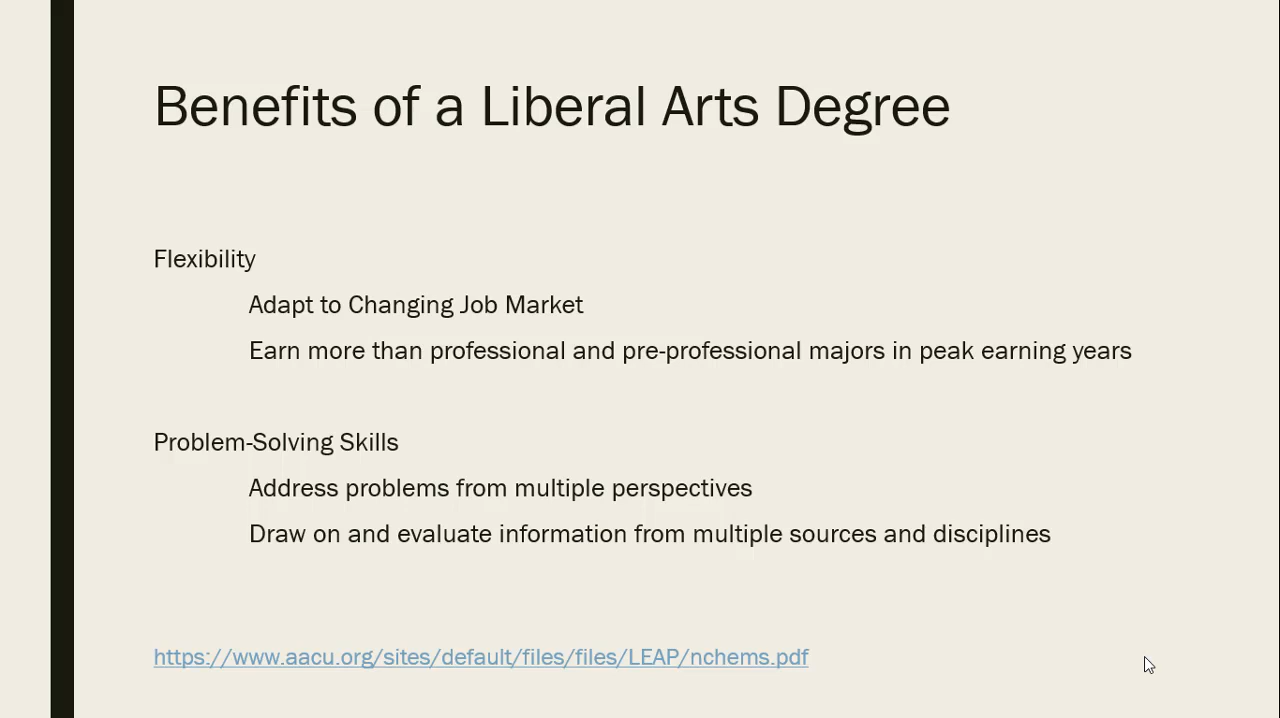 Benefits of a Liberal Arts Degree
Flexibility
Adapt to Changing Job Market
Earn more than professional and pre-professional majors in peak earning years
Problem-Solving Skills
Address problems from multiple perspectives
Draw on and evaluate information from multiple sources and disciplines
https://www.aacu.org/sites/default/files/files/LEAP/nchems.pdf